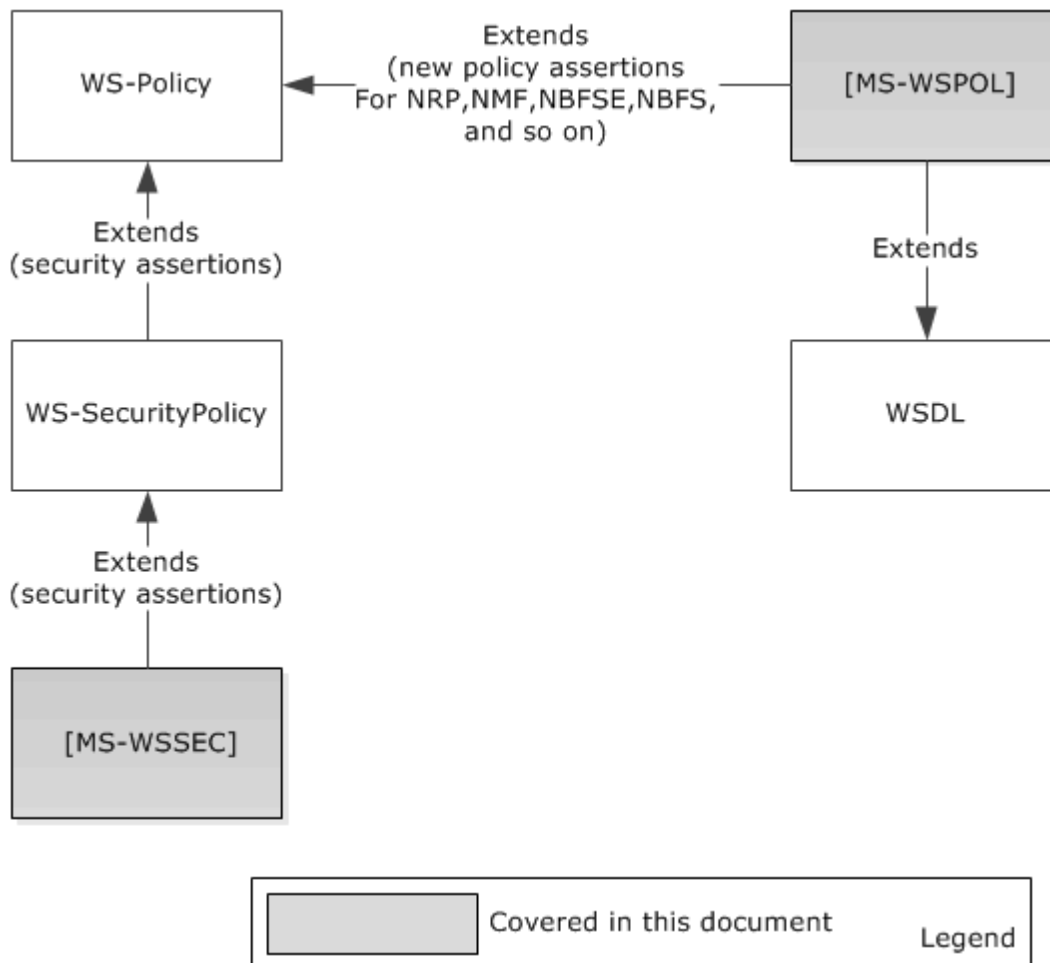 WS-Policy
Extends
(new policy assertions
For NRP,NMF,NBFSE,NBFS,
and so on)
[MS-WSPOL]
Extends
(security assertions)
Extends
WS-SecurityPolicy
WSDL
Extends
(security assertions)
[MS-WSSEC]
Covered in this document
Legend